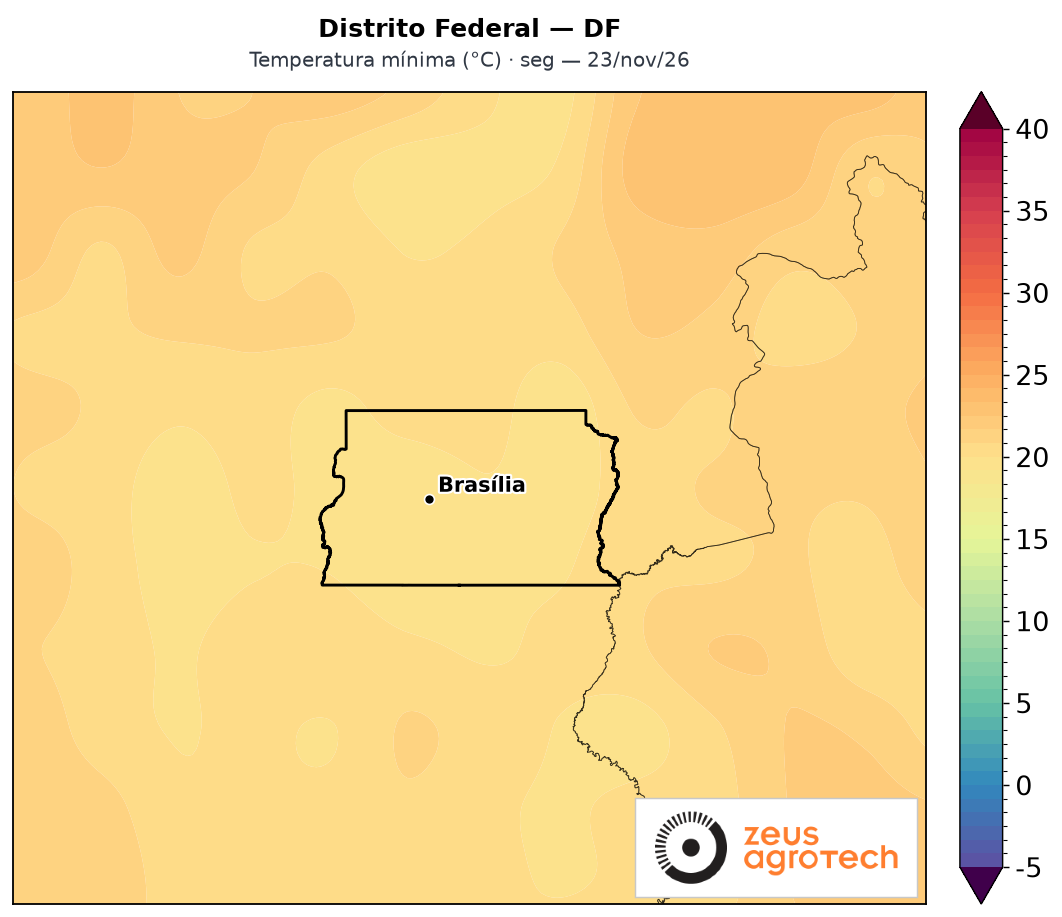 Distrito Federal — DF
Temperatura mínima (°C) · seg — 23/nov/26
40
35
30
25
20
15
10
5
0
-5
Brasília
zeus
agrotech